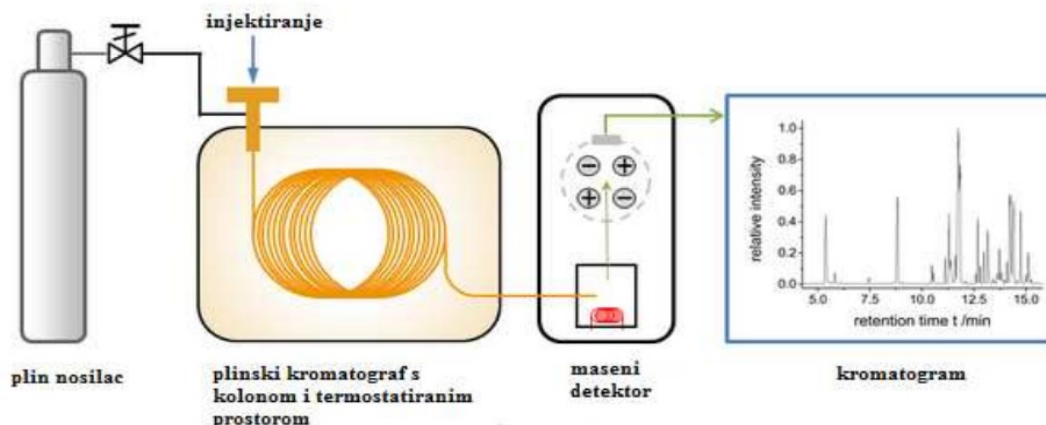 injektiranje
plin nosilac
plinski kromatograf s
kolonom i termostatiranim
prostorom
− +
+ −
maseni
detektor
relative intensity
1.0
0.8
0.6
0.4
0.2
0.0
5.0 7.5 10.0 12.5 15.0
retention time t /min
kromatogram